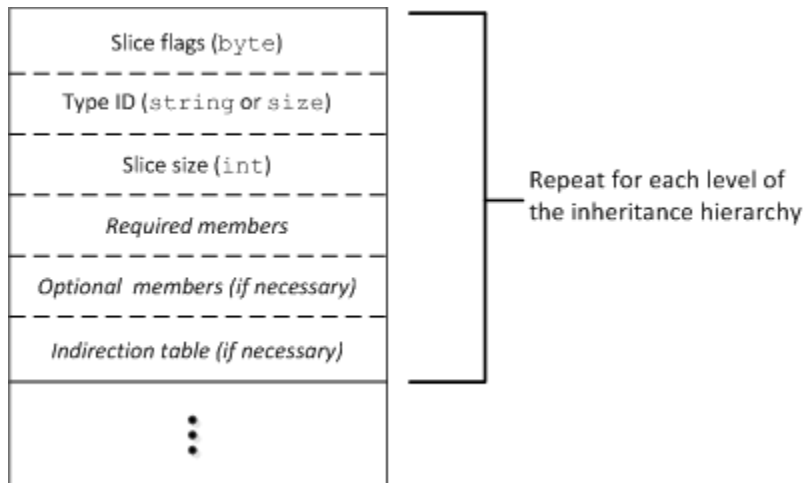 Slice flags (byte)
Type ID (string or size)
Slice size (int)
Required members
Optional members (if necessary)
Indirection table (if necessary)
Repeat for each level of
the inheritance hierarchy